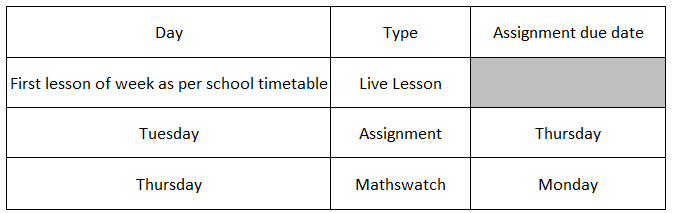 Day Type Assignment due date
First lesson of week as per school timetable Live Lesson
Tuesday Assignment Thursday
Thursday Mathswatch Monday